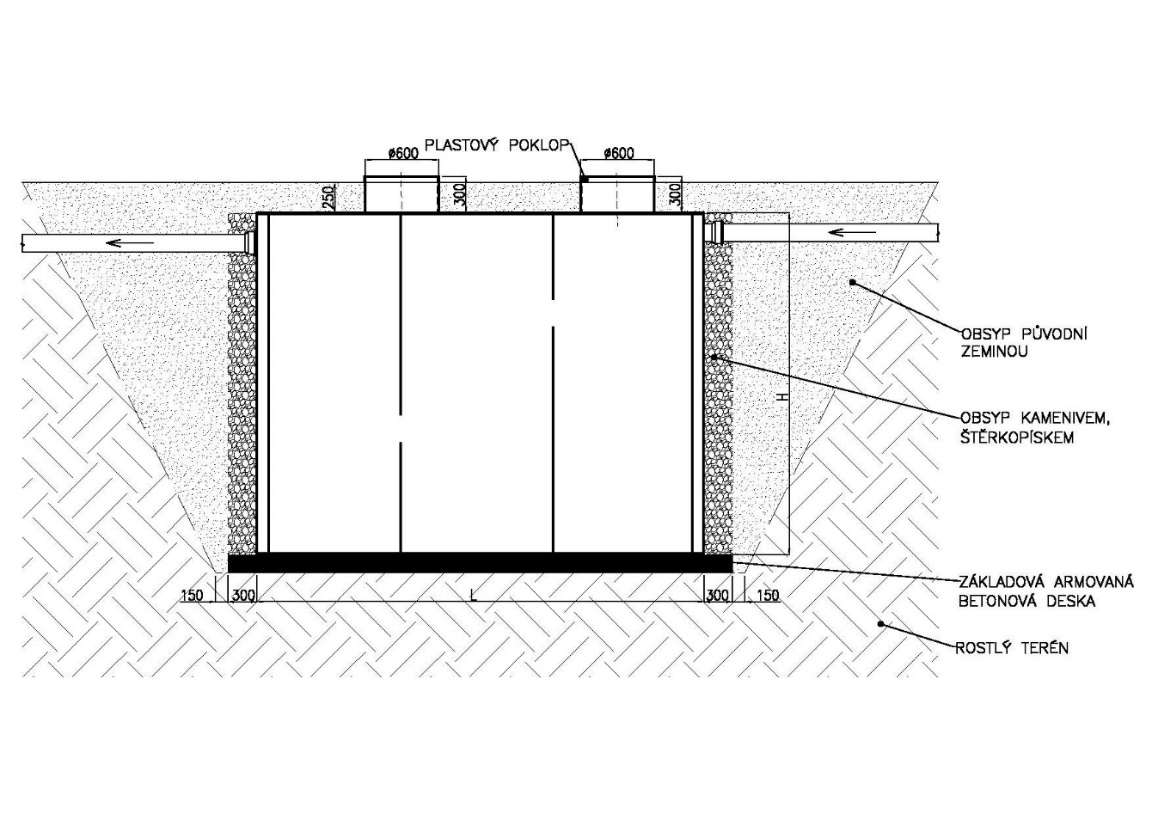 PLASTOVÝ POKLOP
ø600
ø600
250
300
300
OBSYP PŮVODNÍ
ZEMINOU
H
OBSYP KAMENIVEM,
ŠTĚRKOPÍSKEM
ZÁKLADOVÁ ARMOVANÁ
BETONOVÁ DESKA
150
300
L
300
150
ROSTLÝ TERÉN